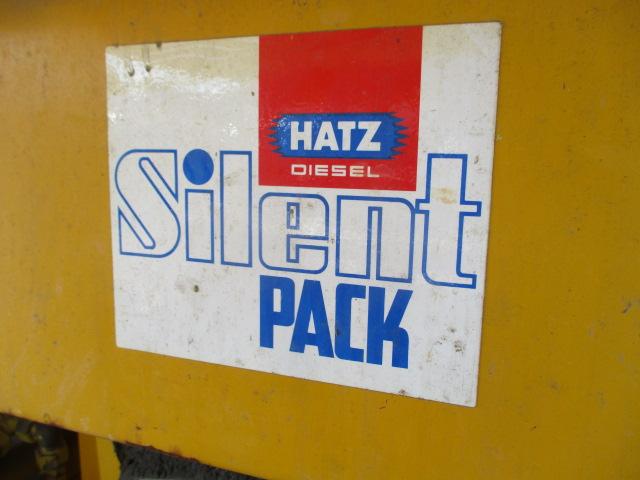 HATZ
DIESEL
Silent
PACK